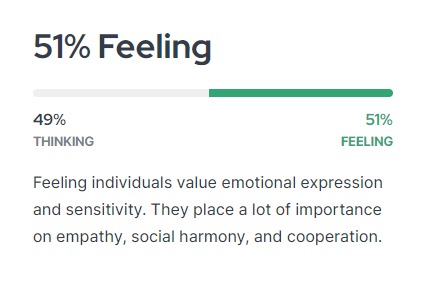 51% Feeling
49% 51%
THINKING FEELING
Feeling individuals value emotional expression
and sensitivity. They place a lot of importance
on empathy, social harmony, and cooperation.